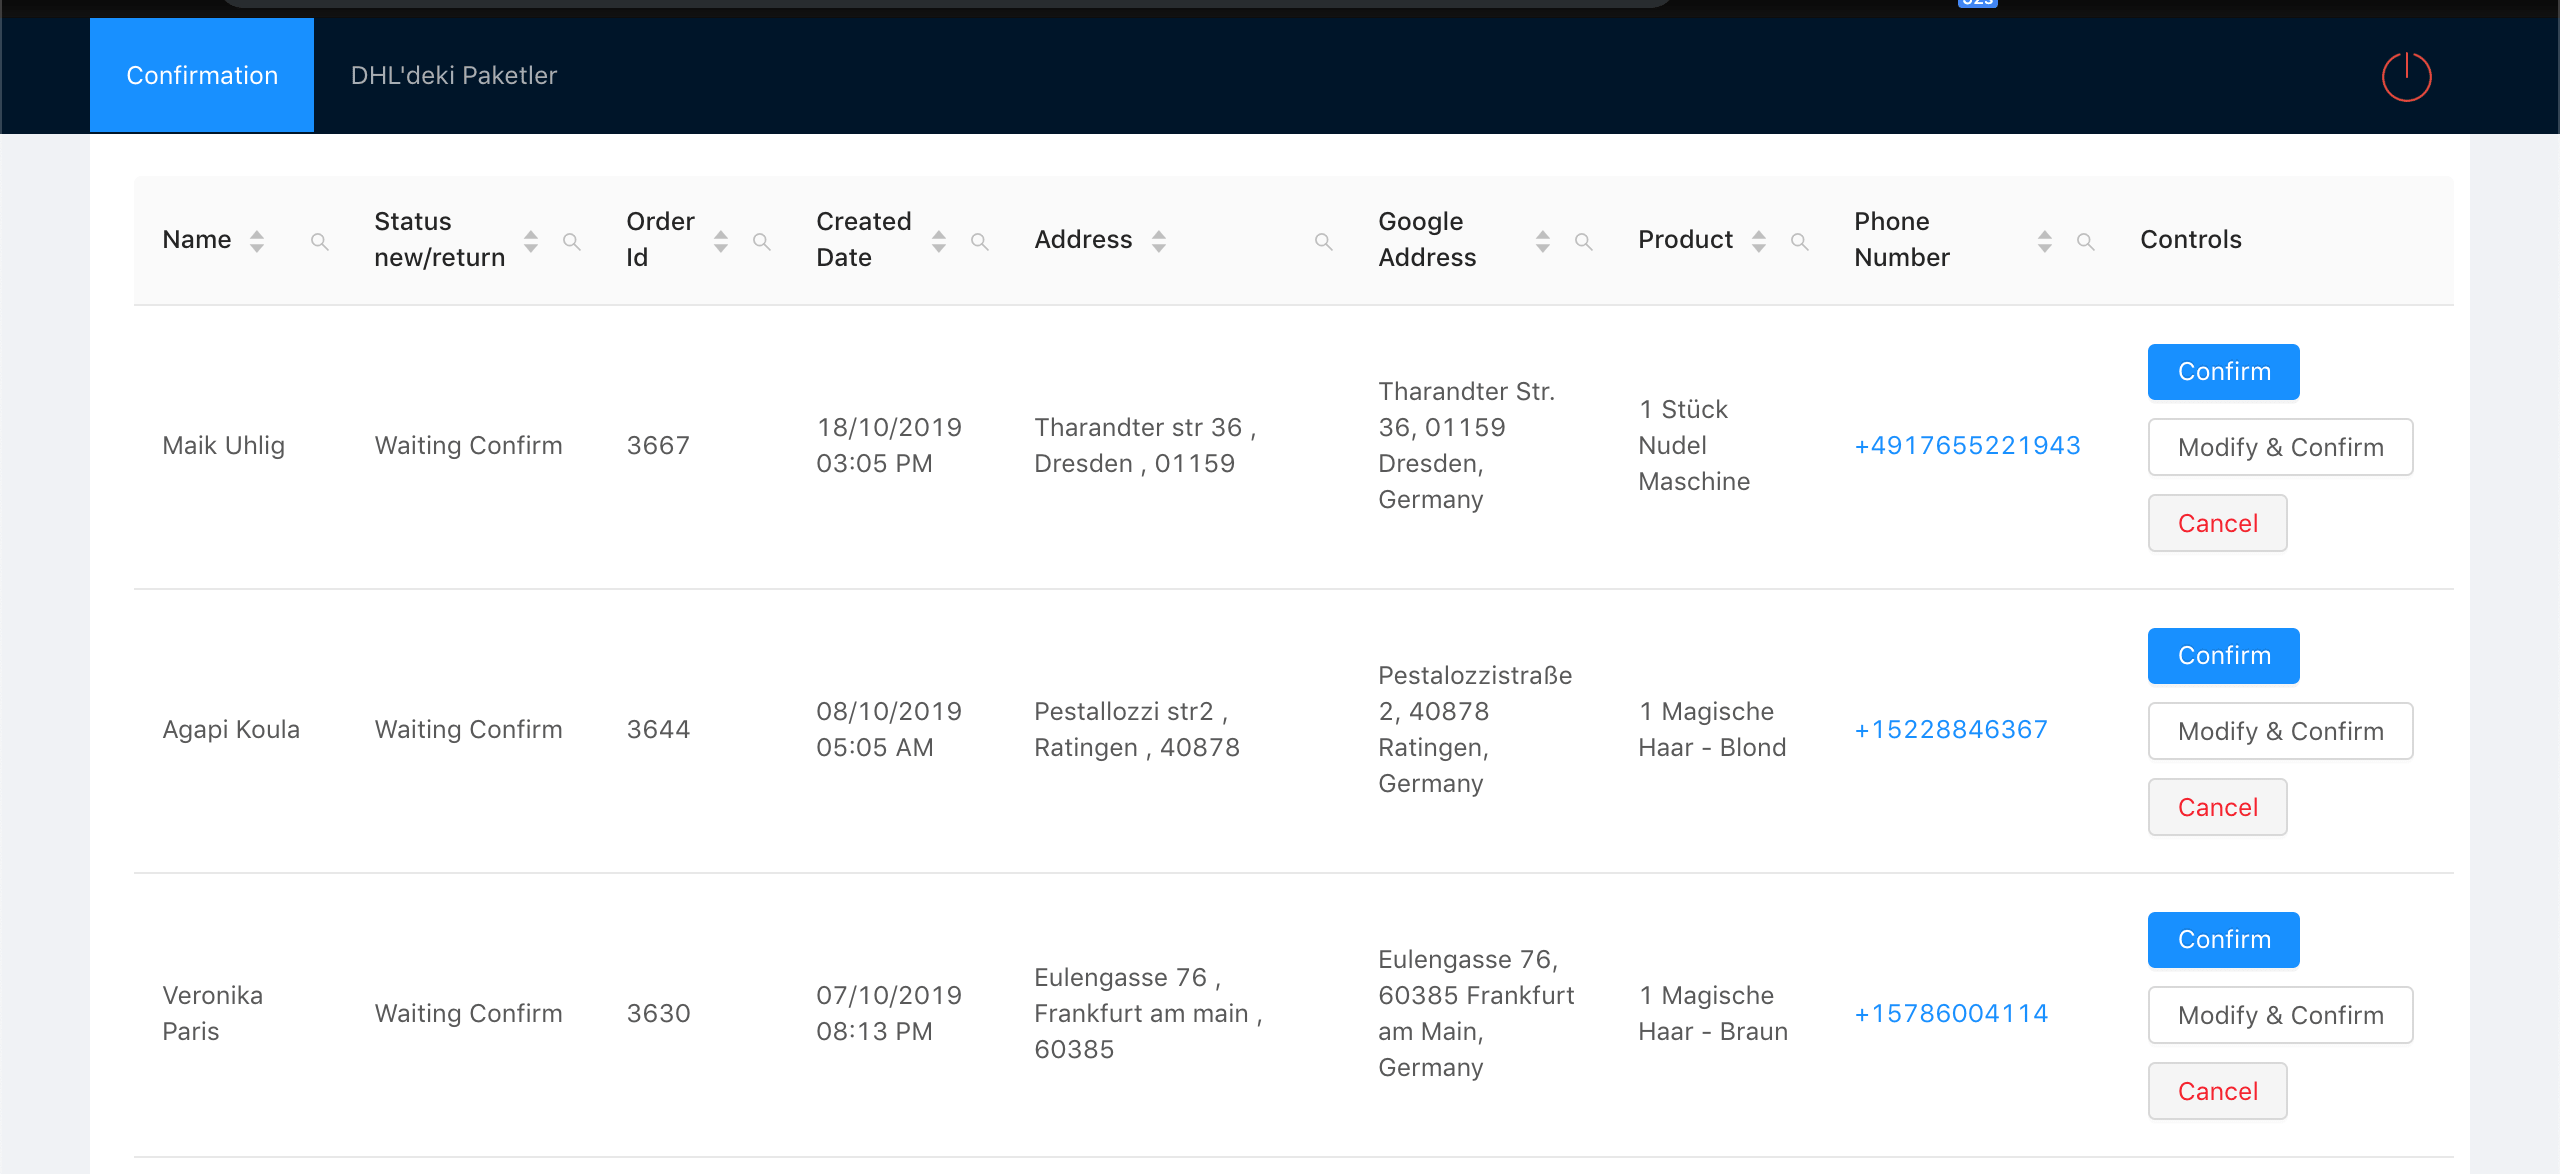 Confirmation
DHL'deki Paketler
Name
Status
new/return
Order
Id
Created
Date
Address
Google
Address
Product
Phone
Number
Controls
Maik Uhlig
Waiting Confirm
3667
18/10/2019
03:05 PM
Tharandter str 36 ,
Dresden , 01159
Tharandter Str.
36, 01159
Dresden,
Germany
1 Stück
Nudel
Maschine
+4917655221943
Confirm
Modify & Confirm
Cancel
Agapi Koula
Waiting Confirm
3644
08/10/2019
05:05 AM
Pestallozzi str2 ,
Ratingen , 40878
Pestalozzistraße
2, 40878
Ratingen,
Germany
1 Magische
Haar - Blond
+15228846367
Confirm
Modify & Confirm
Cancel
Veronika
Paris
Waiting Confirm
3630
07/10/2019
08:13 PM
Eulengasse 76 ,
Frankfurt am main ,
60385
Eulengasse 76,
60385 Frankfurt
am Main,
Germany
1 Magische
Haar - Braun
+15786004114
Confirm
Modify & Confirm
Cancel